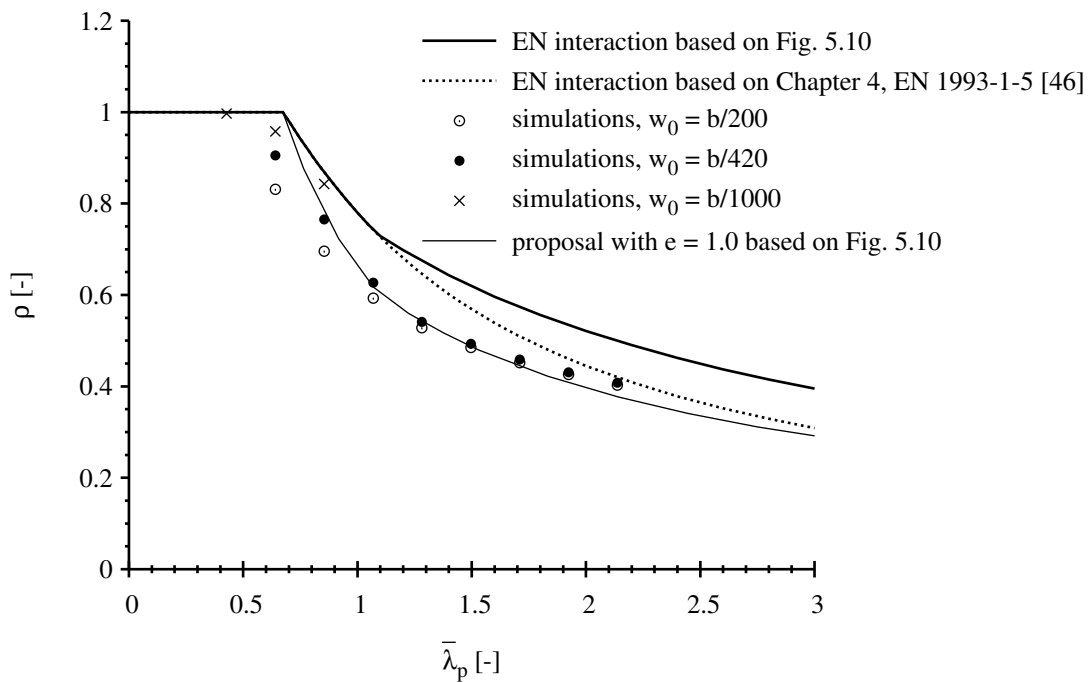 1.2
1
0.8
0.6
0.4
0.2
0
ρ [-]
EN interaction based on Fig. 5.10
EN interaction based on Chapter 4, EN 1993-1-5 [46]
simulations, w₀ = b/200
simulations, w₀ = b/420
simulations, w₀ = b/1000
proposal with e = 1.0 based on Fig. 5.10
0 0.5 1 1.5 2 2.5 3
λ̅ₚ [-]